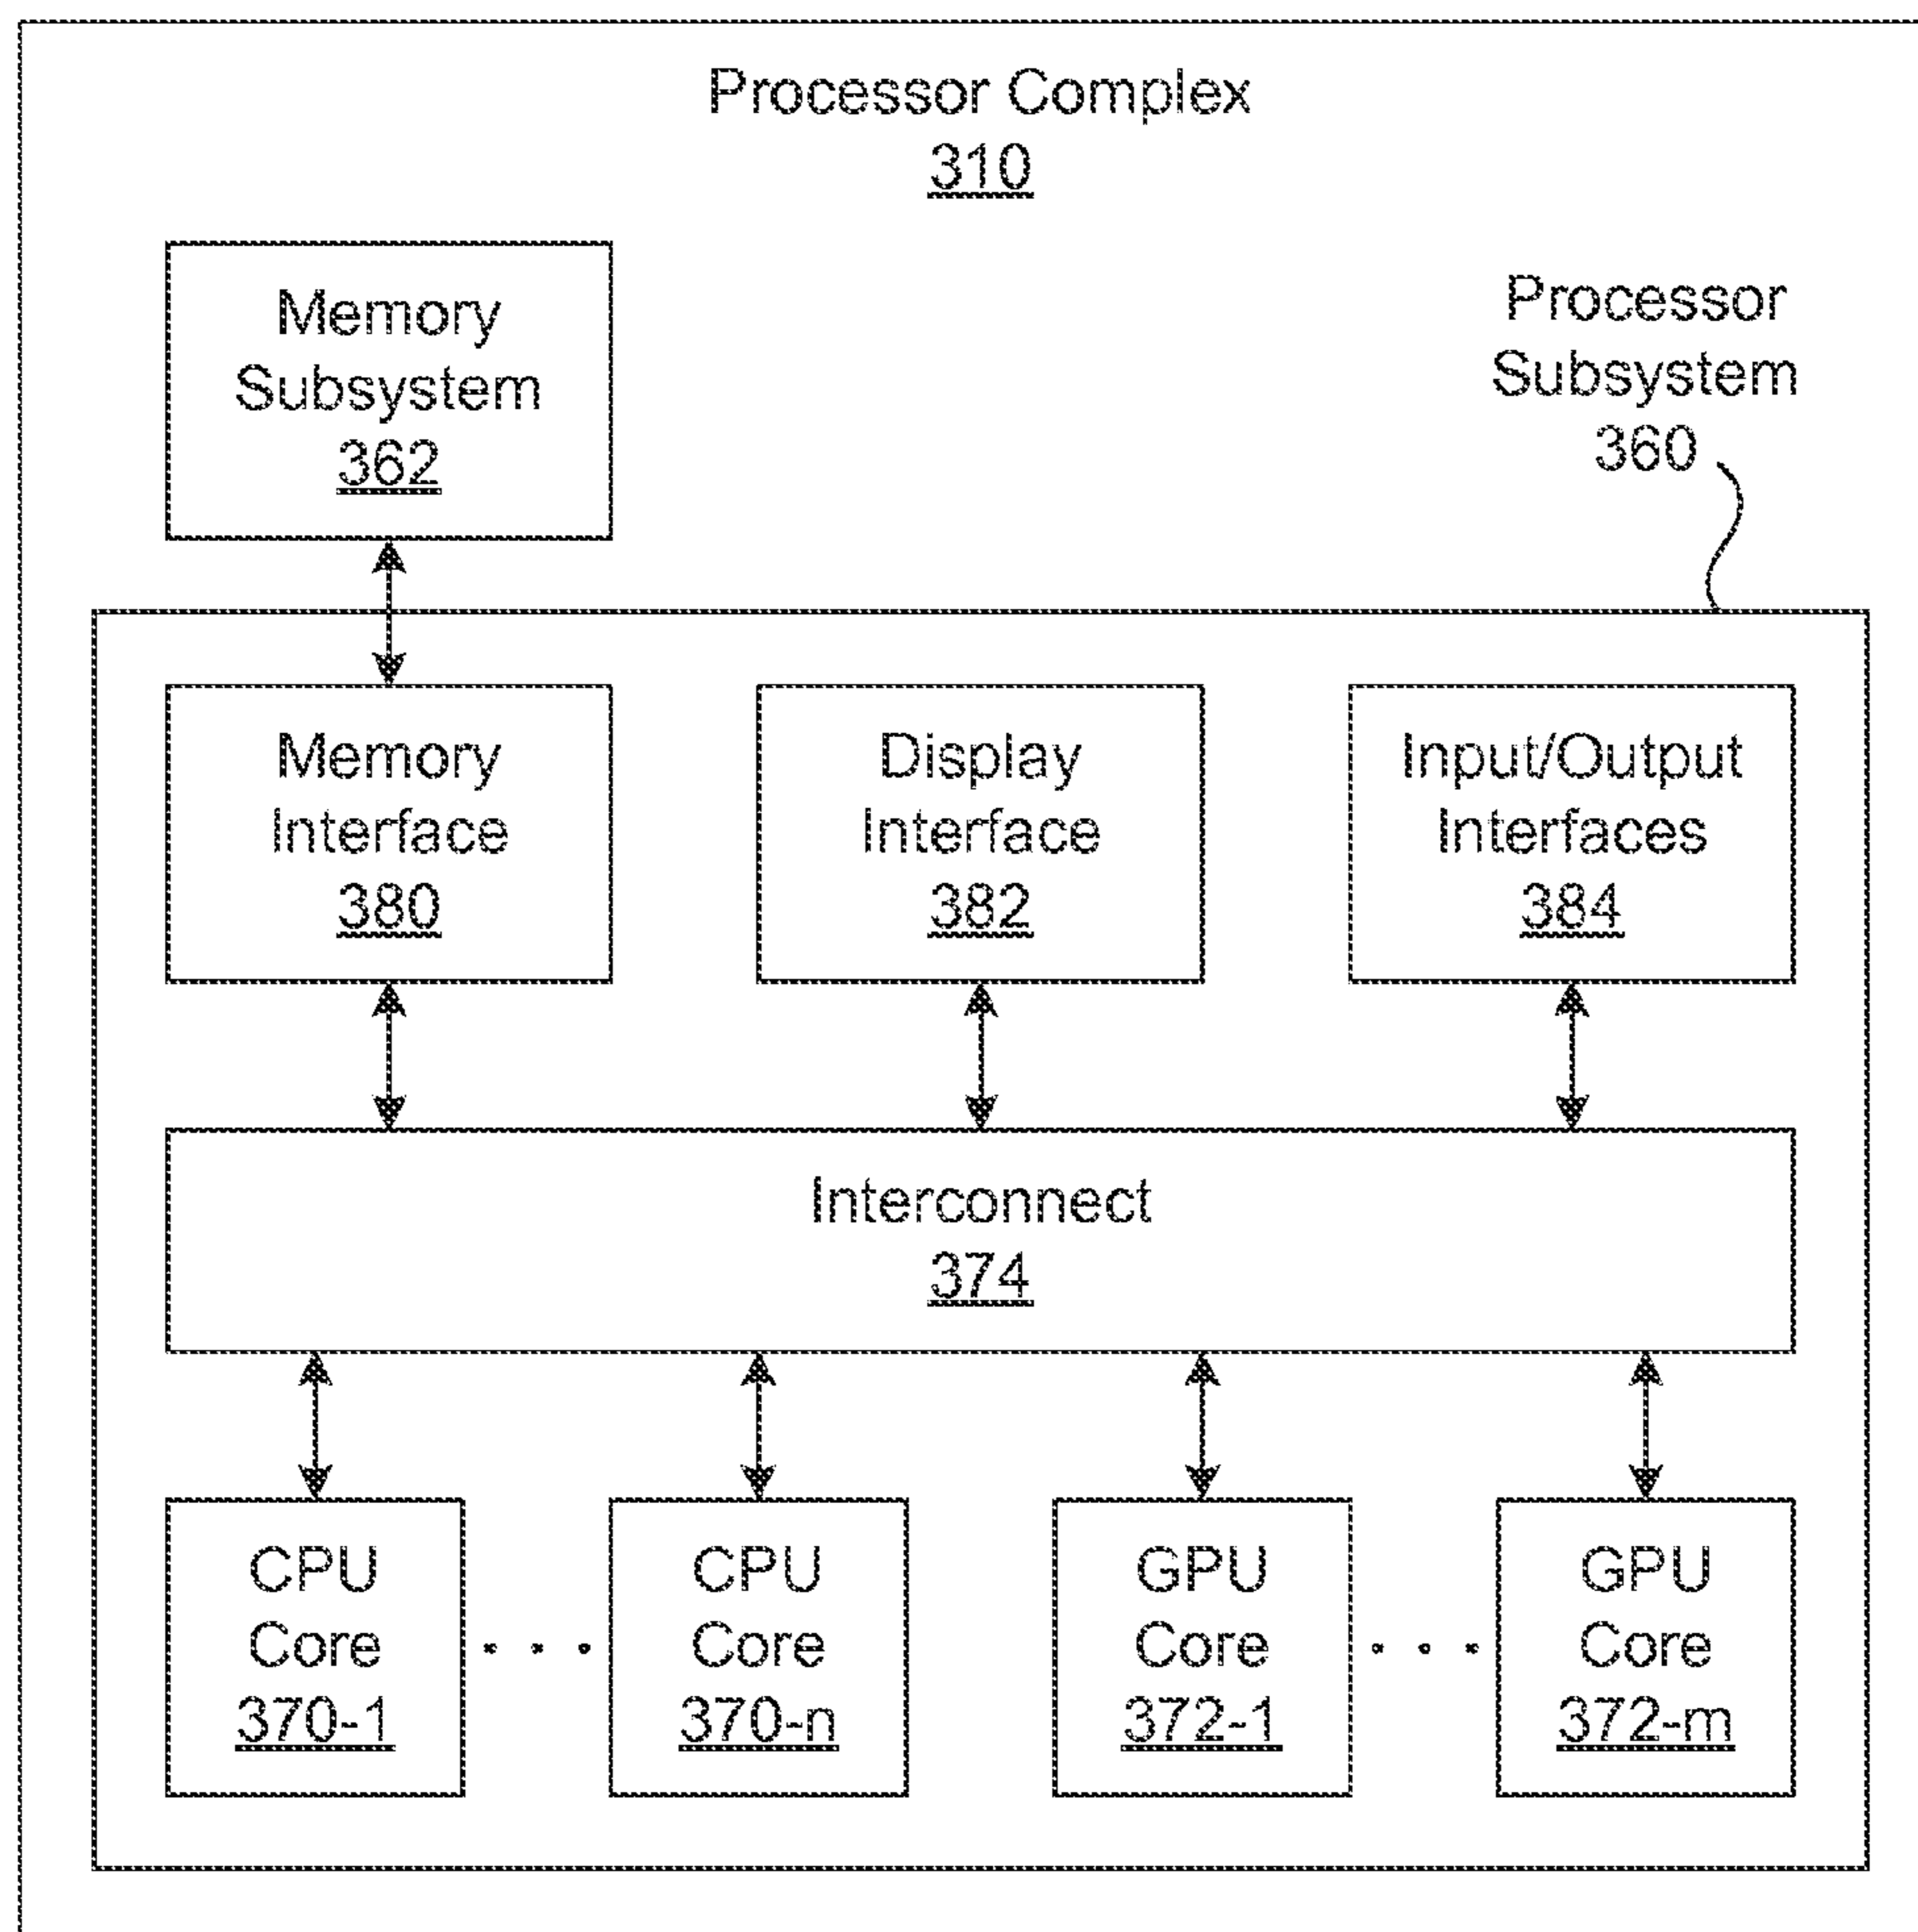 Processor Complex
310
Memory
Subsystem
362
Processor
Subsystem
360
Memory
Interface
380
Display
Interface
382
Input/Output
Interfaces
384
Interconnect
374
CPU
Core
370-1
. . .
CPU
Core
370-n
GPU
Core
372-1
. . .
GPU
Core
372-m